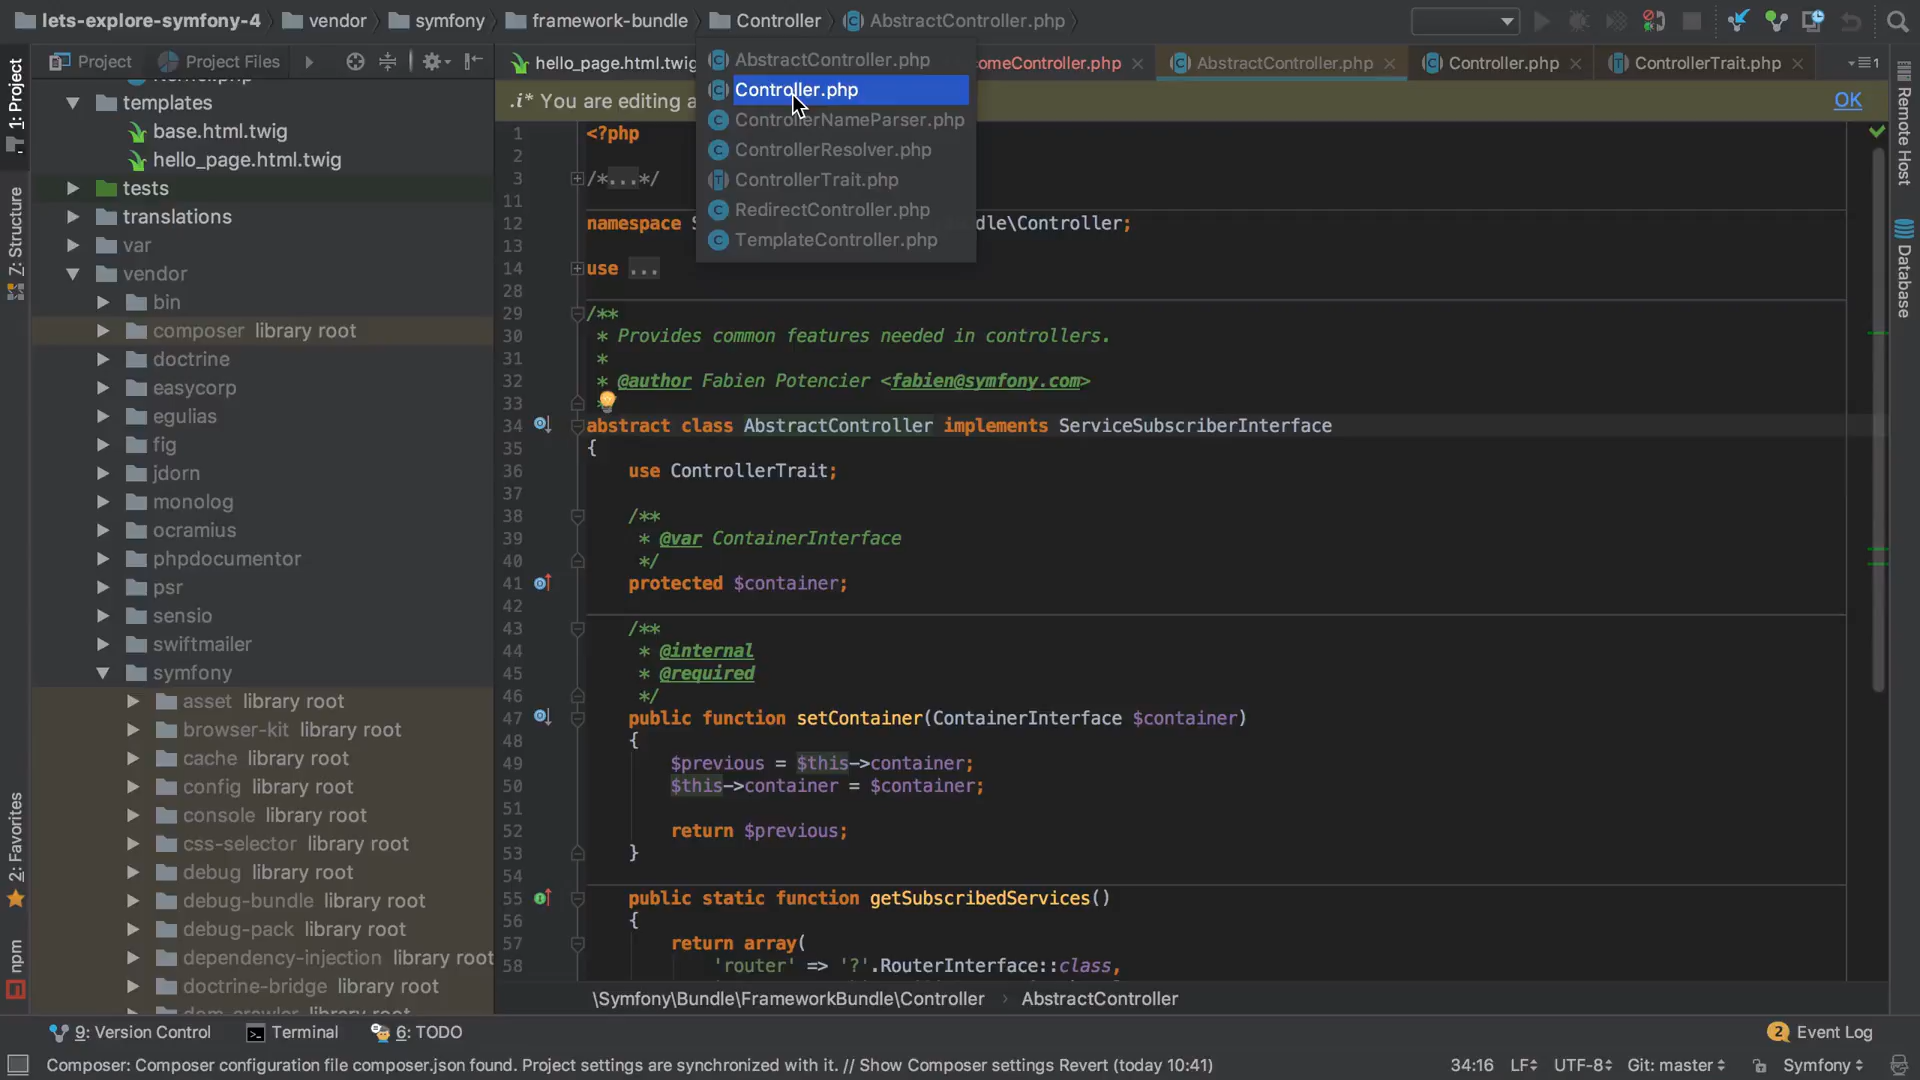 lets-explore-symfony-4 vendor symfony framework-bundle Controller AbstractController.php
1: Project
7: Structure
2: Favorites
npm
Project Project Files
templates
base.html.twig
hello_page.html.twig
tests
translations
var
vendor
bin
composer library root
doctrine
easycorp
egulias
fig
jdorn
monolog
ocramius
phpdocumentor
psr
sensio
swiftmailer
symfony
asset library root
browser-kit library root
cache library root
config library root
console library root
css-selector library root
debug library root
debug-bundle library root
debug-pack library root
dependency-injection library root
doctrine-bridge library root
hello_page.html.twig omeController.php AbstractController.php Controller.php ControllerTrait.php
≡1
.i* You are editing a OK
AbstractController.php
Controller.php
ControllerNameParser.php
ControllerResolver.php
ControllerTrait.php
RedirectController.php
TemplateController.php
1 <?php
2
3 /*...*/
11
12 namespace S dle\Controller;
13
14 use ...
28
29 /**
30 * Provides common features needed in controllers.
31 *
32 * @author Fabien Potencier <fabien@symfony.com>
33
34 abstract class AbstractController implements ServiceSubscriberInterface
35 {
36 use ControllerTrait;
37
38 /**
39 * @var ContainerInterface
40 */
41 protected $container;
42
43 /**
44 * @internal
45 * @required
46 */
47 public function setContainer(ContainerInterface $container)
48 {
49 $previous = $this->container;
50 $this->container = $container;
51
52 return $previous;
53 }
54
55 public static function getSubscribedServices()
56 {
57 return array(
58 'router' => '?'.RouterInterface::class,
\Symfony\Bundle\FrameworkBundle\Controller › AbstractController
Remote Host
Database
9: Version Control Terminal 6: TODO 2 Event Log
Composer: Composer configuration file composer.json found. Project settings are synchronized with it. // Show Composer settings Revert (today 10:41) 34:16 LF UTF-8 Git: master Symfony